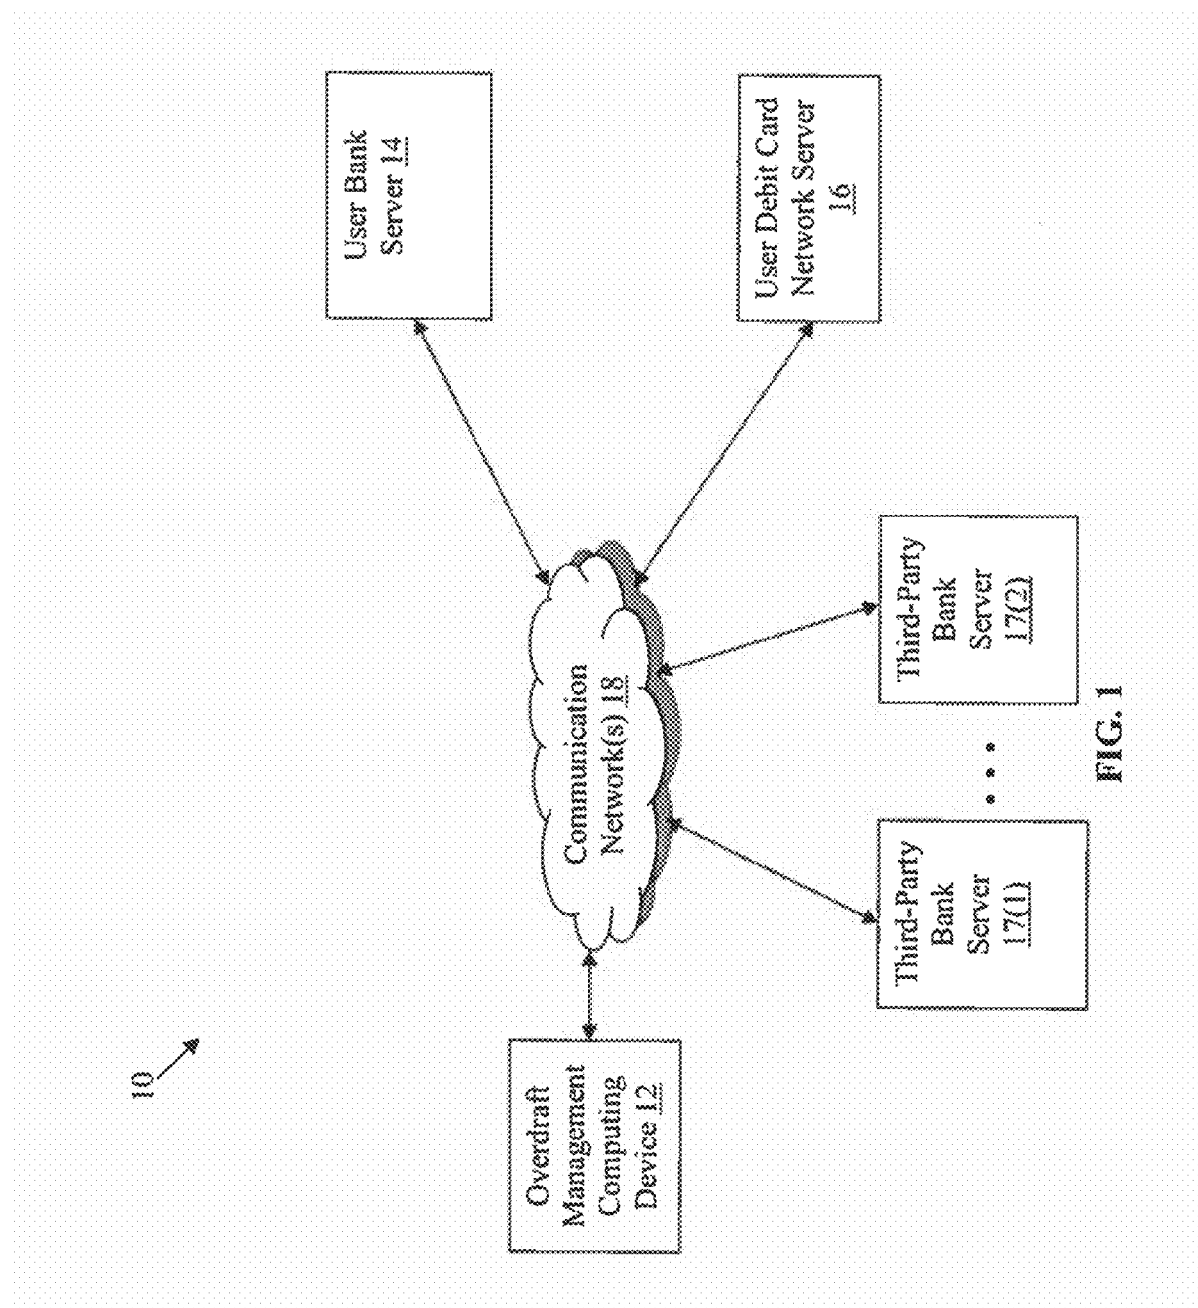 10
User Bank
Server 14
Overdraft
Management
Computing
Device 12
Communication
Network(s) 18
User Debit Card
Network Server
16
Third-Party
Bank
Server
17(1)
• • •
Third-Party
Bank
Server
17(2)
FIG. 1